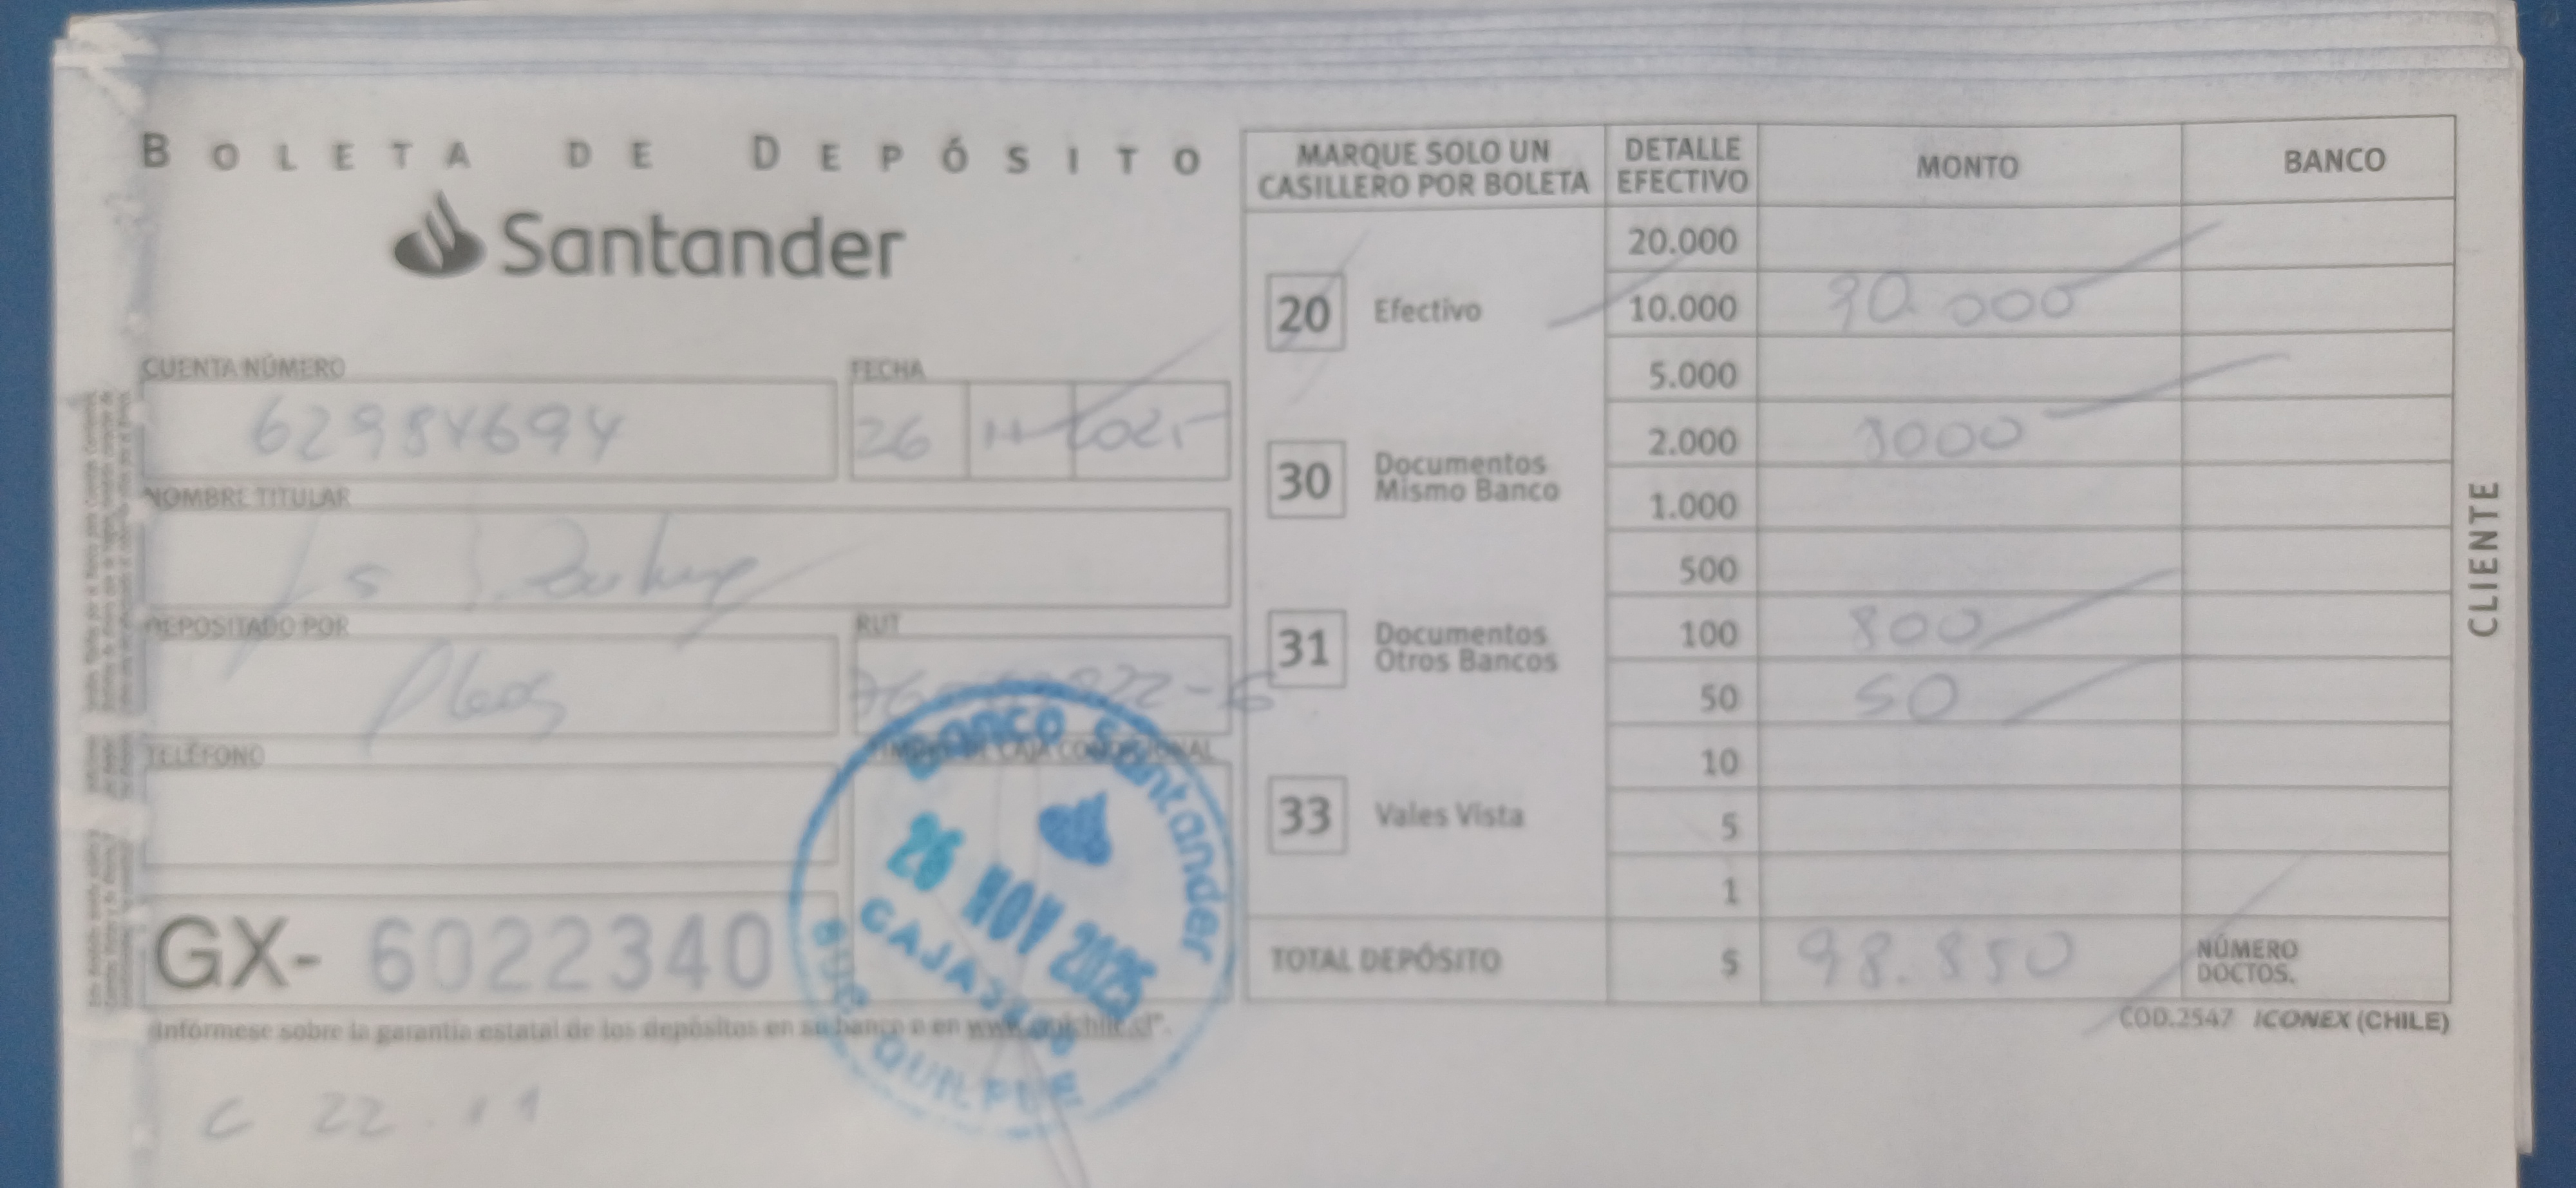 BOLETA DE DEPÓSITO
Santander
CUENTA NÚMERO
62984694
FECHA
26 11 2025
NOMBRE TITULAR
DEPOSITADO POR
RUT
TELÉFONO
TIMBRE DE CAJA CONDICIONAL
GX- 6022340
Banco Santander
26 NOV 2025
CAJAS
QUILPUE
Infórmese sobre la garantía estatal de los depósitos en su banco o en
C 22.11
MARQUE SOLO UN CASILLERO POR BOLETA
20 Efectivo
30 Documentos Mismo Banco
31 Documentos Otros Bancos
33 Vales Vista
DETALLE EFECTIVO MONTO BANCO
20.000
10.000 90.000
5.000
2.000 8000
1.000
500
100 800
50 50
10
5
1
TOTAL DEPÓSITO $ 98.850 NÚMERO DOCTOS.
COD.2547 ICONEX (CHILE)
CLIENTE